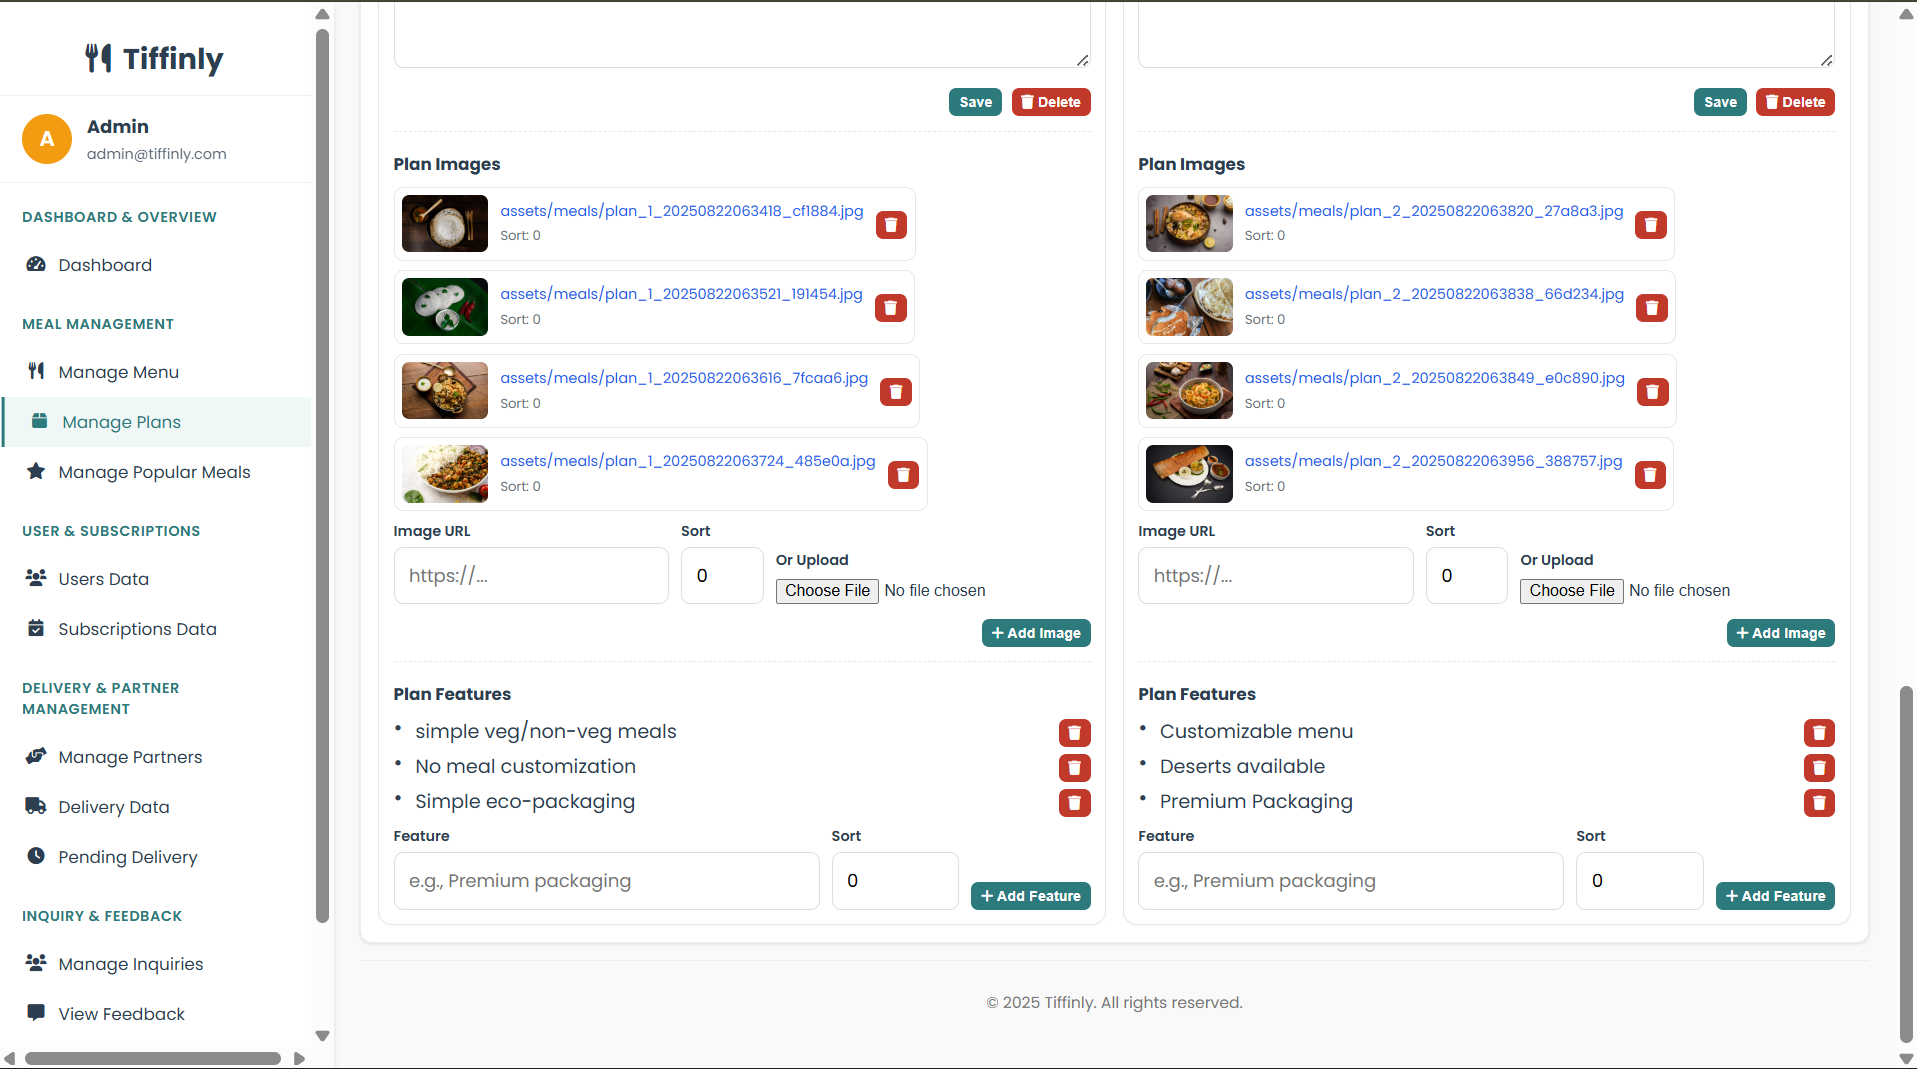 Tiffinly
A
Admin
admin@tiffinly.com
DASHBOARD & OVERVIEW
Dashboard
MEAL MANAGEMENT
Manage Menu
Manage Plans
Manage Popular Meals
USER & SUBSCRIPTIONS
Users Data
Subscriptions Data
DELIVERY & PARTNER
MANAGEMENT
Manage Partners
Delivery Data
Pending Delivery
INQUIRY & FEEDBACK
Manage Inquiries
View Feedback
Save
Delete
Plan Images
assets/meals/plan_1_20250822063418_cf1884.jpg
Sort: 0
assets/meals/plan_1_20250822063521_191454.jpg
Sort: 0
assets/meals/plan_1_20250822063616_7fcaa6.jpg
Sort: 0
assets/meals/plan_1_20250822063724_485e0a.jpg
Sort: 0
Image URL
Sort
https://...
0
Or Upload
Choose File No file chosen
+ Add Image
Plan Features
• simple veg/non-veg meals
• No meal customization
• Simple eco-packaging
Feature
Sort
e.g., Premium packaging
0
+ Add Feature
Save
Delete
Plan Images
assets/meals/plan_2_20250822063820_27a8a3.jpg
Sort: 0
assets/meals/plan_2_20250822063838_66d234.jpg
Sort: 0
assets/meals/plan_2_20250822063849_e0c890.jpg
Sort: 0
assets/meals/plan_2_20250822063956_388757.jpg
Sort: 0
Image URL
Sort
https://...
0
Or Upload
Choose File No file chosen
+ Add Image
Plan Features
• Customizable menu
• Deserts available
• Premium Packaging
Feature
Sort
e.g., Premium packaging
0
+ Add Feature
© 2025 Tiffinly. All rights reserved.